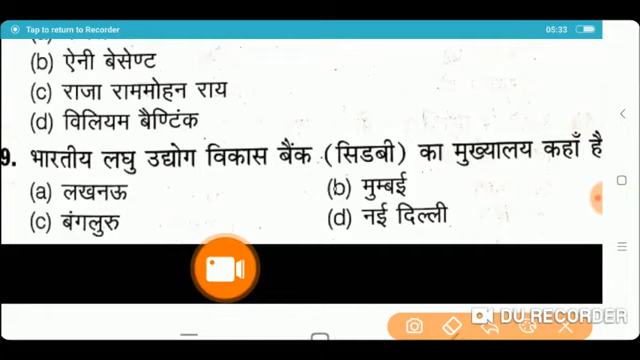 Tap to return to Recorder 05:33
(b) ऐनी बेसेण्ट
(c) राजा राममोहन राय
(d) विलियम बैण्टिंक
9. भारतीय लघु उद्योग विकास बैंक (सिडबी) का मुख्यालय कहाँ है
(a) लखनऊ (b) मुम्बई
(c) बंगलुरु (d) नई दिल्ली
DU RECORDER